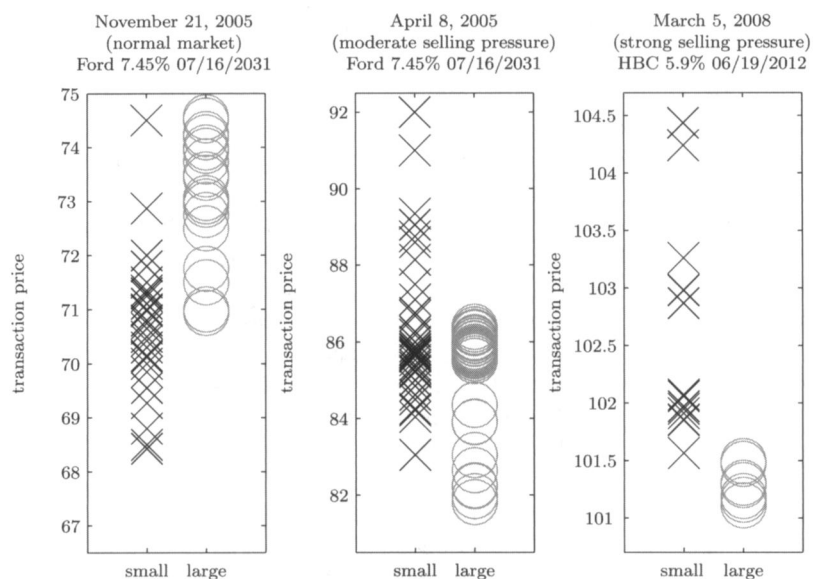 November 21, 2005
(normal market)
Ford 7.45% 07/16/2031
75
74
73
72
71
70
69
68
67
transaction price
small large
April 8, 2005
(moderate selling pressure)
Ford 7.45% 07/16/2031
92
90
88
86
84
82
transaction price
small large
March 5, 2008
(strong selling pressure)
HBC 5.9% 06/19/2012
104.5
104
103.5
103
102.5
102
101.5
101
transaction price
small large